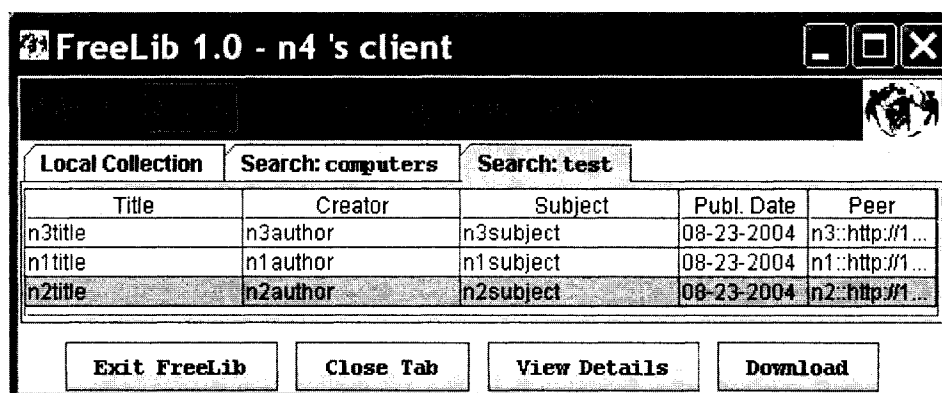 FreeLib 1.0 - n4 's client
Local Collection Search: computers Search: test
Title Creator Subject Publ. Date Peer
n3title n3author n3subject 08-23-2004 n3::http://1...
n1title n1author n1subject 08-23-2004 n1::http://1...
n2title n2author n2subject 08-23-2004 n2::http://1...
Exit FreeLib Close Tab View Details Download